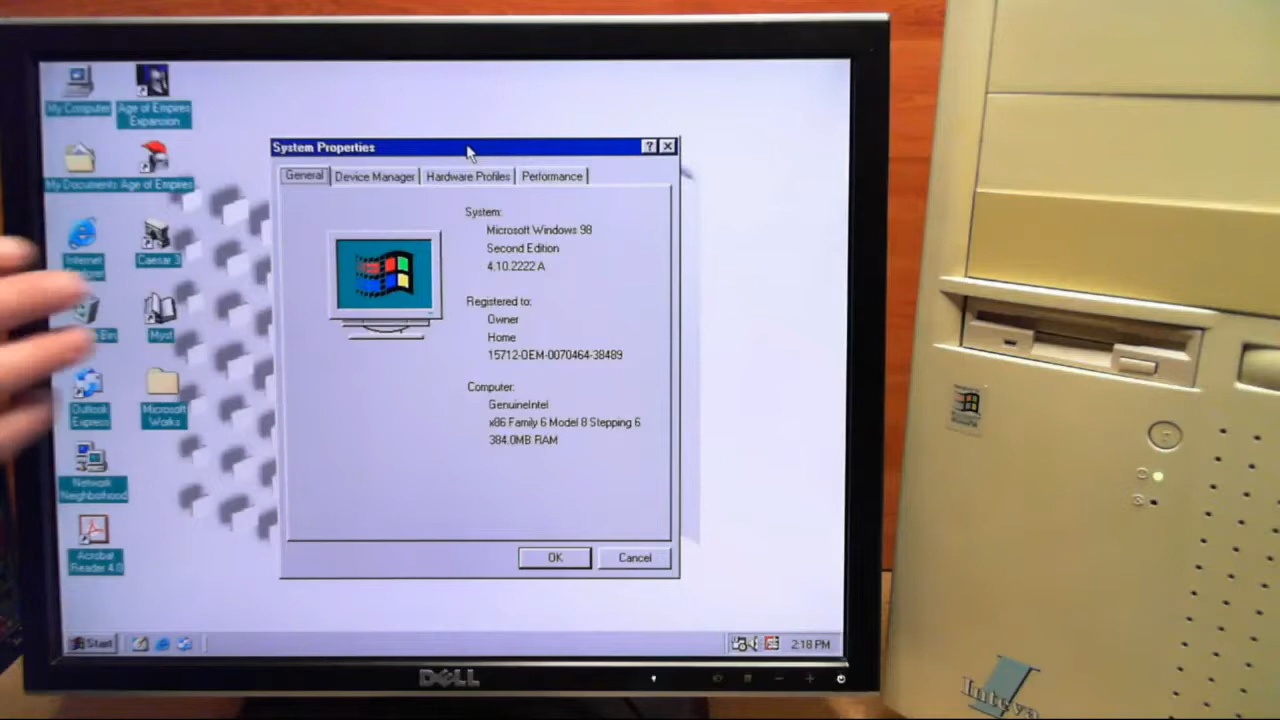 My Computer
Age of Empires
Expansion
My Documents
Age of Empires
Internet
Caesar 3
Myst
Outlook
Express
Microsoft
Works
Network
Neighborhood
Acrobat
Reader 4.0
System Properties
General
Device Manager
Hardware Profiles
Performance
System:
Microsoft Windows 98
Second Edition
4.10.2222 A
Registered to:
Owner
Home
15712-OEM-0070464-38489
Computer:
GenuineIntel
x86 Family 6 Model 8 Stepping 6
384.0MB RAM
OK
Cancel
Start
2:18 PM
DELL
Inteva